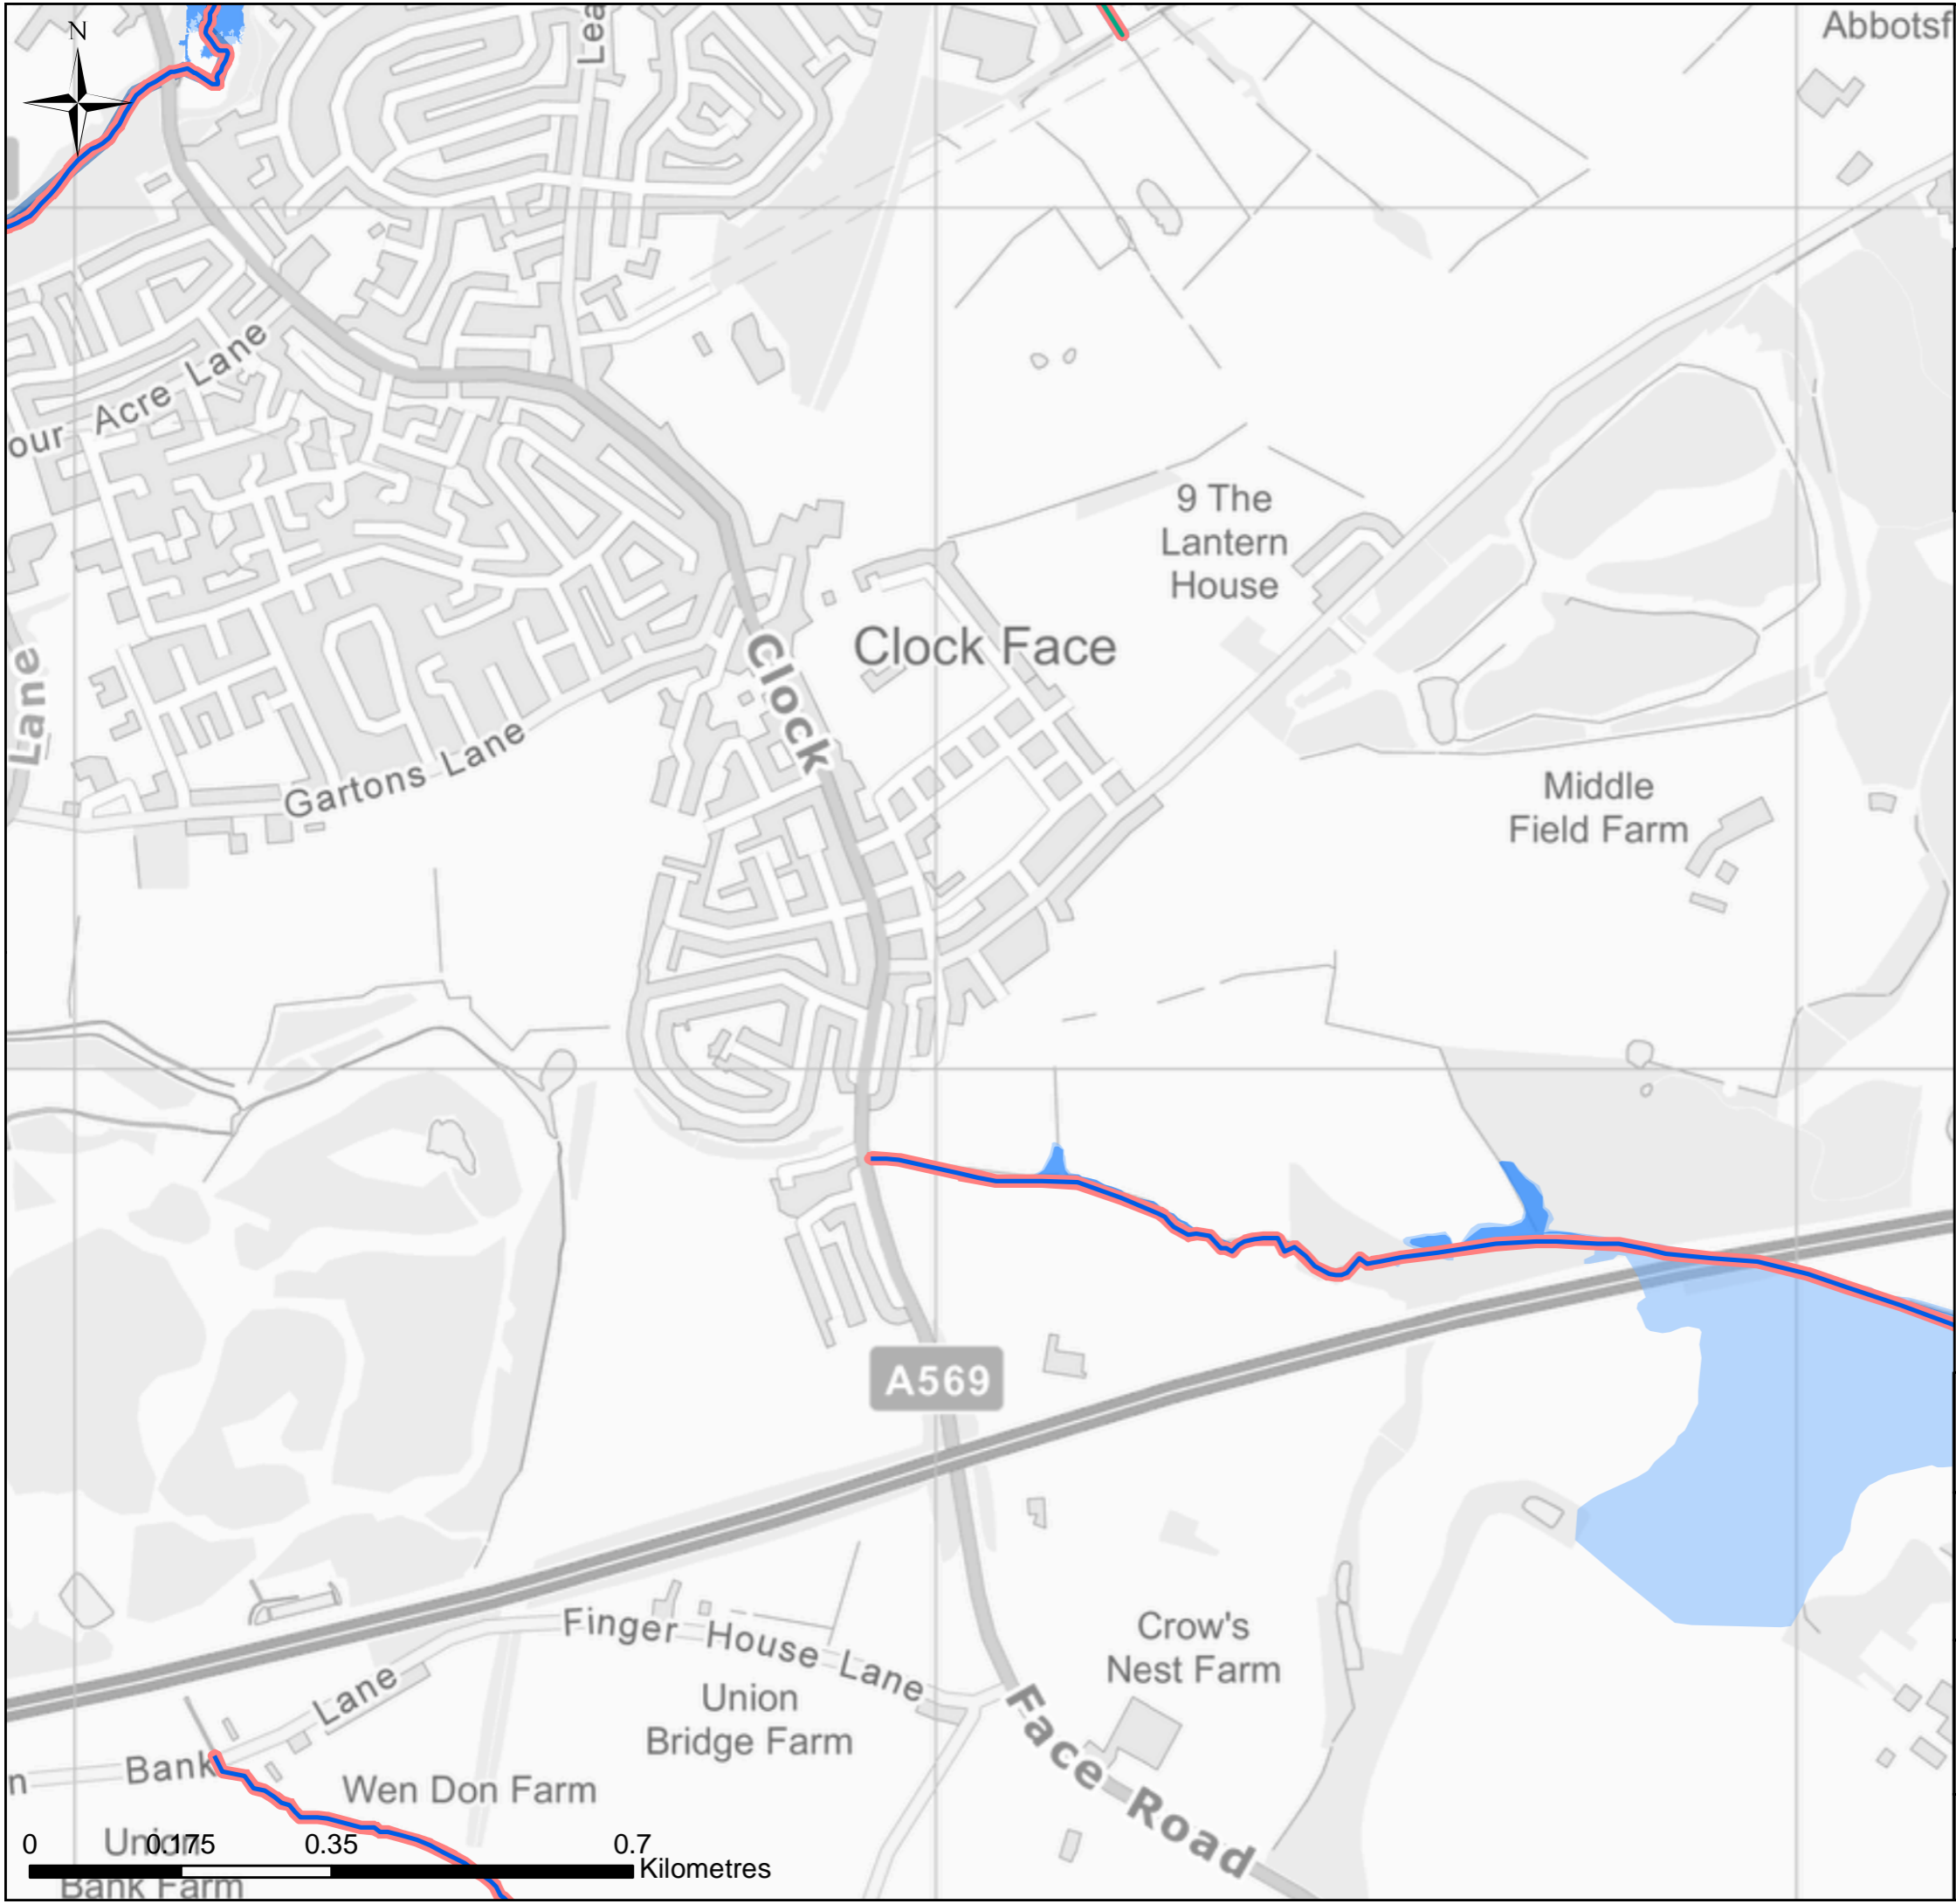 N
Lea
Abbotsf
our Acre Lane
9 The
Lantern
House
Clock Face
Lane
Clock
Gartons Lane
Middle
Field Farm
A569
Finger House Lane
Crow's
Nest Farm
Lane
Union
Bridge Farm
Face Road
n Bank
Wen Don Farm
Union
Bank Farm
0 0.175 0.35 0.7
Kilometres